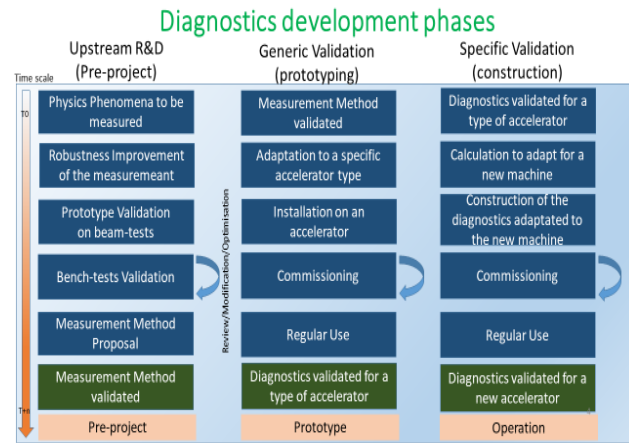 Diagnostics development phases
Upstream R&D
(Pre-project)
Generic Validation
(prototyping)
Specific Validation
(construction)
Time scale
T0
Physics Phenomena to be
measured
Measurement Method
validated
Diagnostics validated for a
type of accelerator
Robustness Improvement
of the measuremeant
Adaptation to a specific
accelerator type
Calculation to adapt for a
new machine
Prototype Validation
on beam-tests
Installation on an
accelerator
Construction of the
diagnostics adaptated to
the new machine
Review/Modification/Optimisation
Bench-tests Validation
Commissioning
Commissioning
Measurement Method
Proposal
Regular Use
Regular Use
Measurement Method
validated
Diagnostics validated for a
type of accelerator
Diagnostics validated for a
new accelerator
T+n
Pre-project
Prototype
Operation